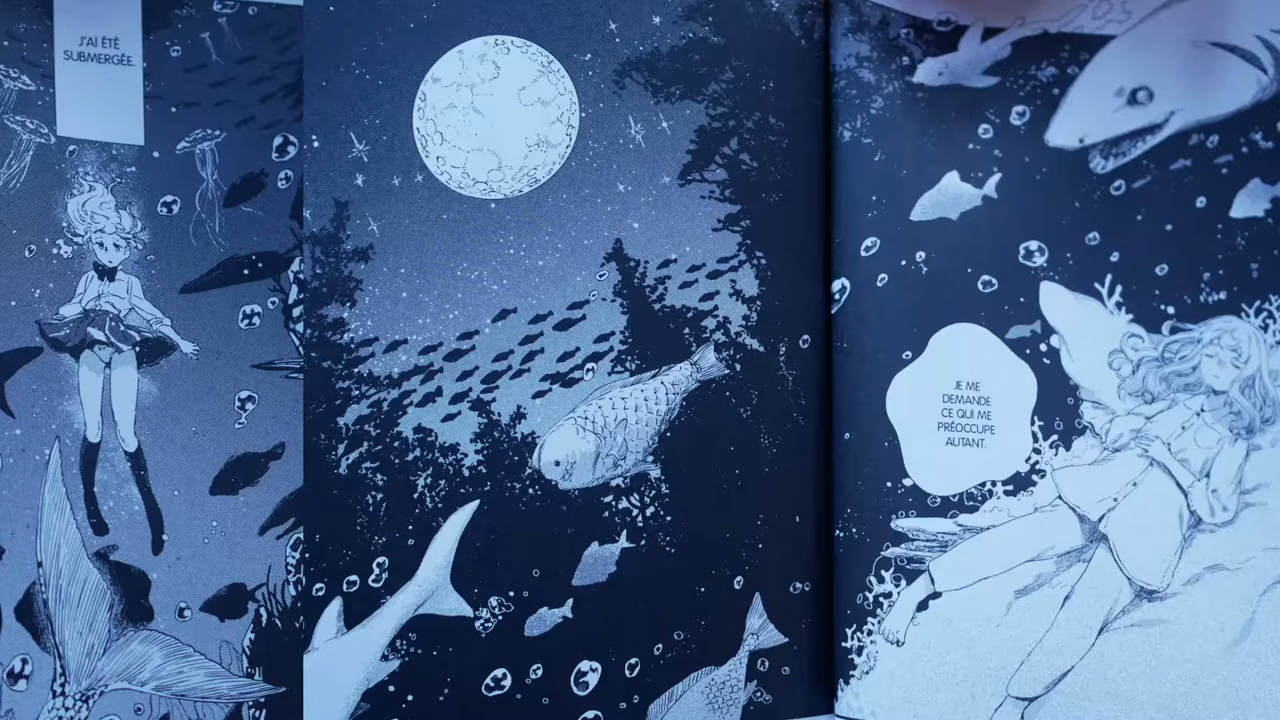 J'AI ÉTÉ
SUBMERGÉE.
JE ME
DEMANDE
CE QUI ME
PRÉOCCUPE
AUTANT.